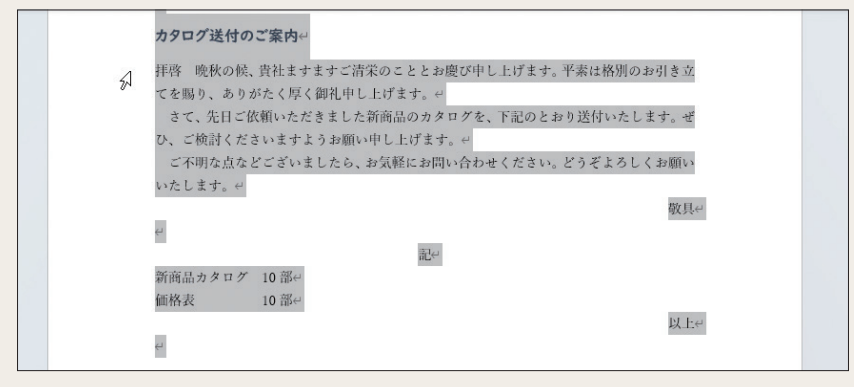 カタログ送付のご案内↵
拝啓　晩秋の候、貴社ますますご清栄のこととお慶び申し上げます。平素は格別のお引き立
てを賜り、ありがたく厚く御礼申し上げます。↵
　さて、先日ご依頼いただきました新商品のカタログを、下記のとおり送付いたします。ぜ
ひ、ご検討くださいますようお願い申し上げます。↵
　ご不明な点などございましたら、お気軽にお問い合わせください。どうぞよろしくお願い
いたします。↵
敬具↵
↵
記↵
新商品カタログ　10 部↵
価格表　10 部↵
以上↵
↵